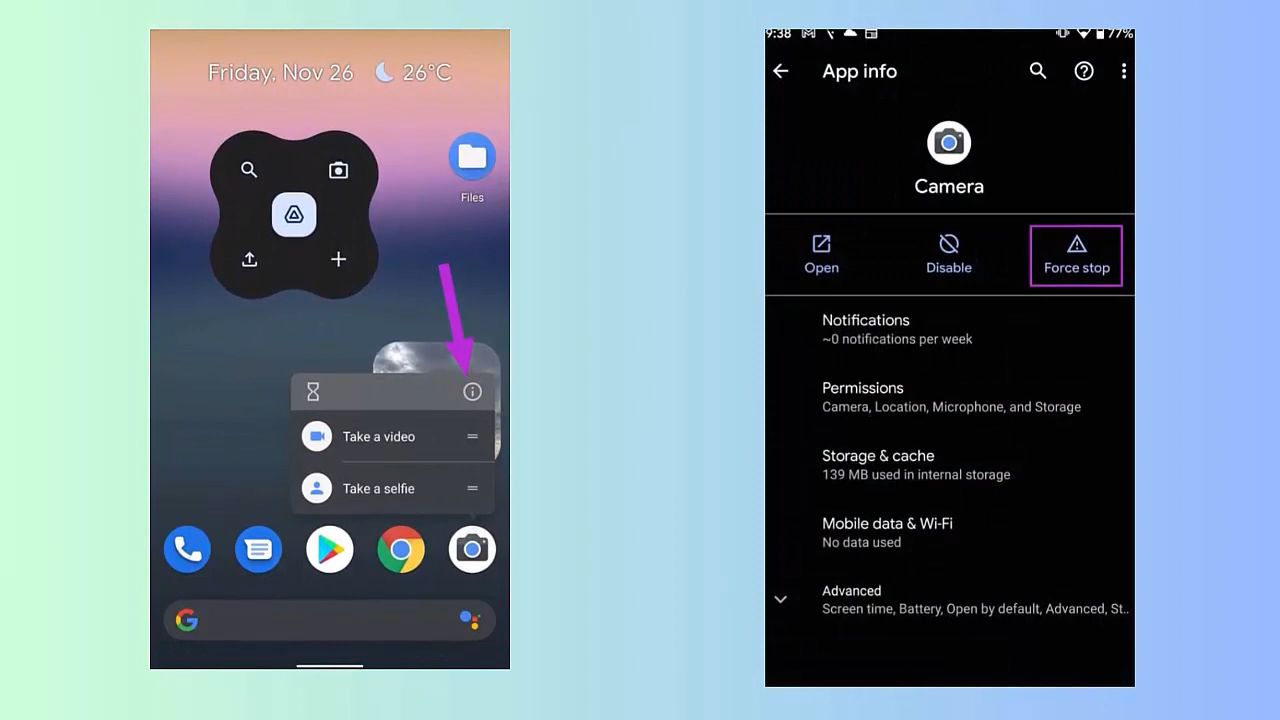 Friday, Nov 26 26°C
Files
Take a video
Take a selfie
9:38 77%
App info
Camera
Open Disable Force stop
Notifications
~0 notifications per week
Permissions
Camera, Location, Microphone, and Storage
Storage & cache
139 MB used in internal storage
Mobile data & Wi-Fi
No data used
Advanced
Screen time, Battery, Open by default, Advanced, St..